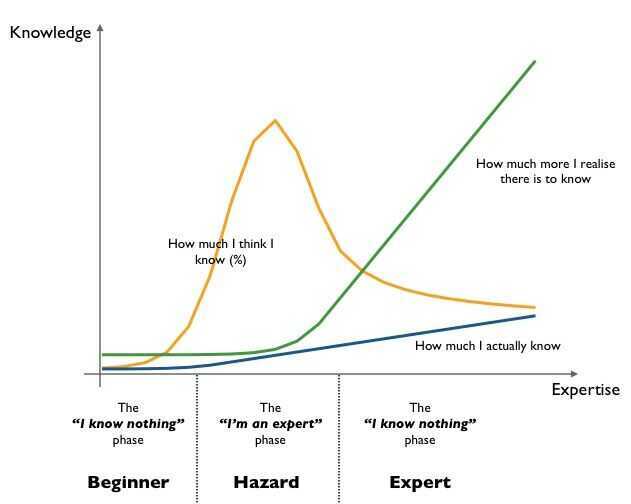 Knowledge
How much more I realise
there is to know
How much I think I
know (%)
How much I actually know
Expertise
The
“I know nothing”
phase
The
“I’m an expert”
phase
The
“I know nothing”
phase
Beginner
Hazard
Expert